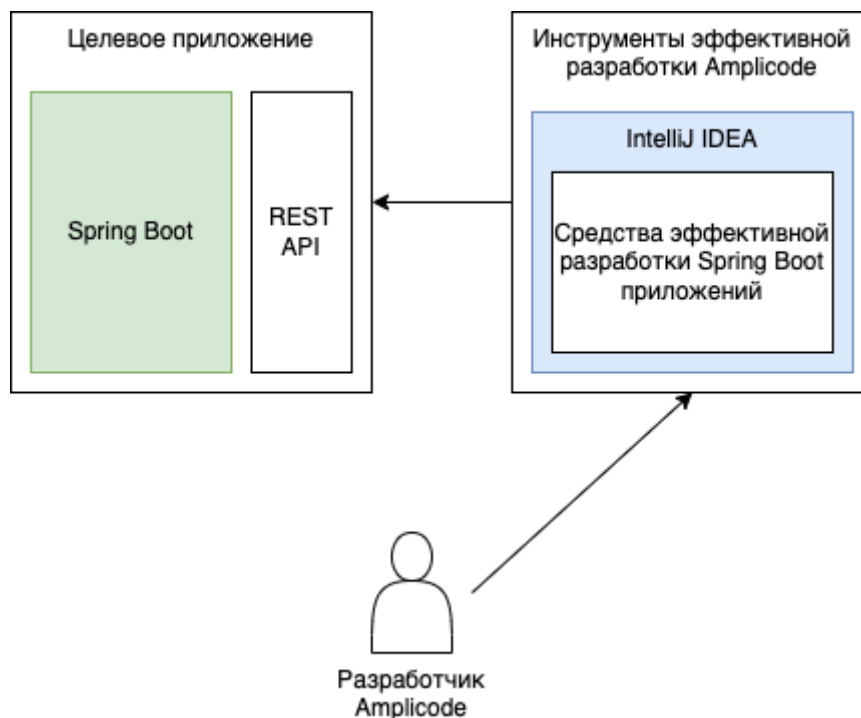 Целевое приложение
Spring Boot
REST
API
Инструменты эффективной
разработки Amplicode
IntelliJ IDEA
Средства эффективной
разработки Spring Boot
приложений
Разработчик
Amplicode